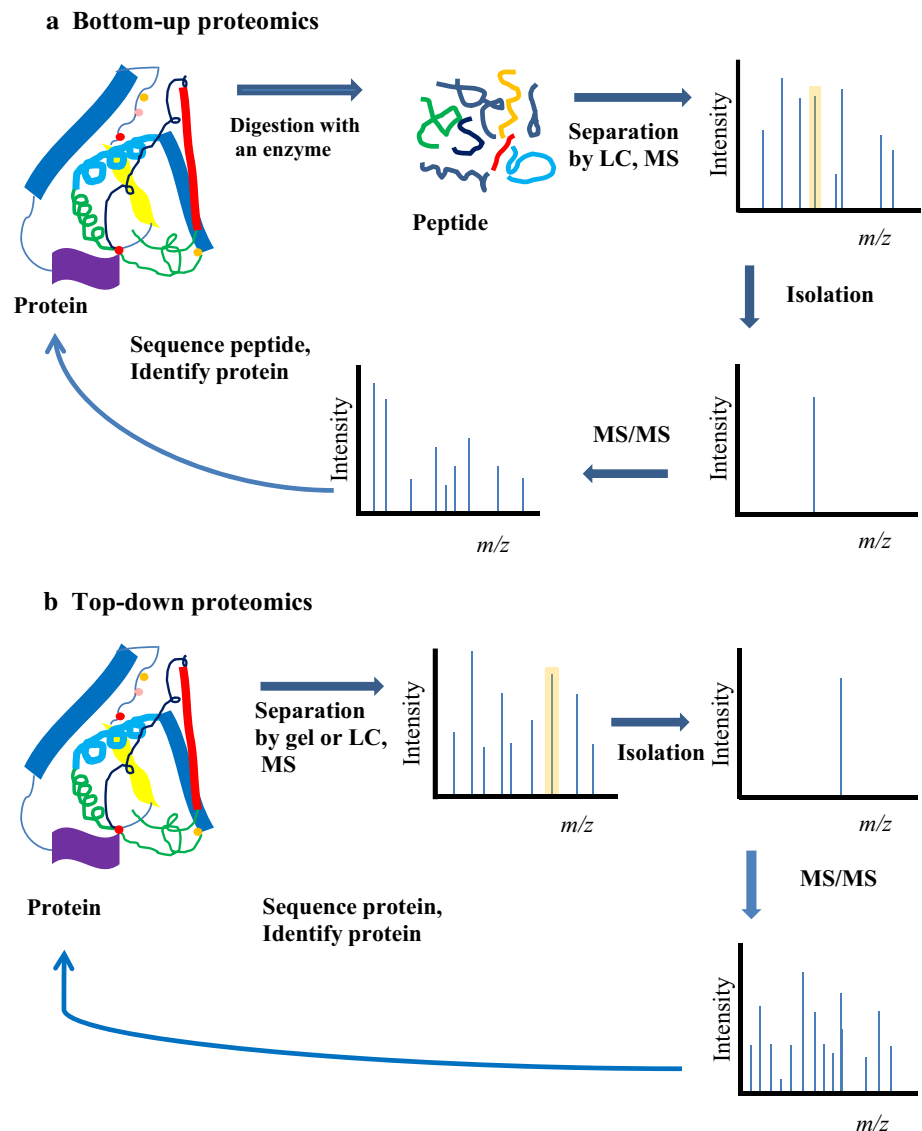 a Bottom-up proteomics
Digestion with
an enzyme
Separation
by LC, MS
Intensity
m/z
Peptide
Protein
Isolation
Sequence peptide,
Identify protein
Intensity
m/z
MS/MS
Intensity
m/z
b Top-down proteomics
Separation
by gel or LC,
MS
Intensity
m/z
Isolation
Intensity
m/z
Protein
MS/MS
Sequence protein,
Identify protein
Intensity
m/z